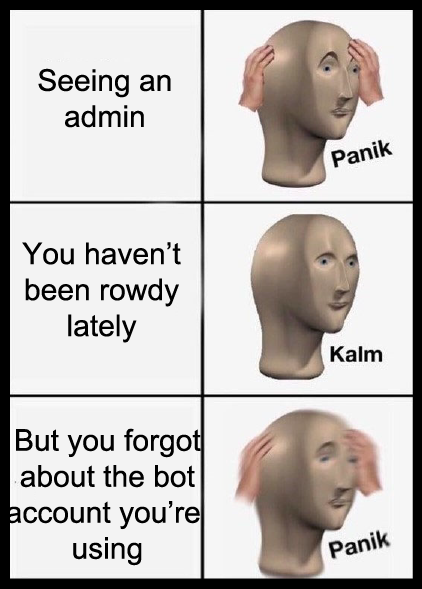 Seeing an
admin
Panik
You haven’t
been rowdy
lately
Kalm
But you forgot
about the bot
account you’re
using
Panik